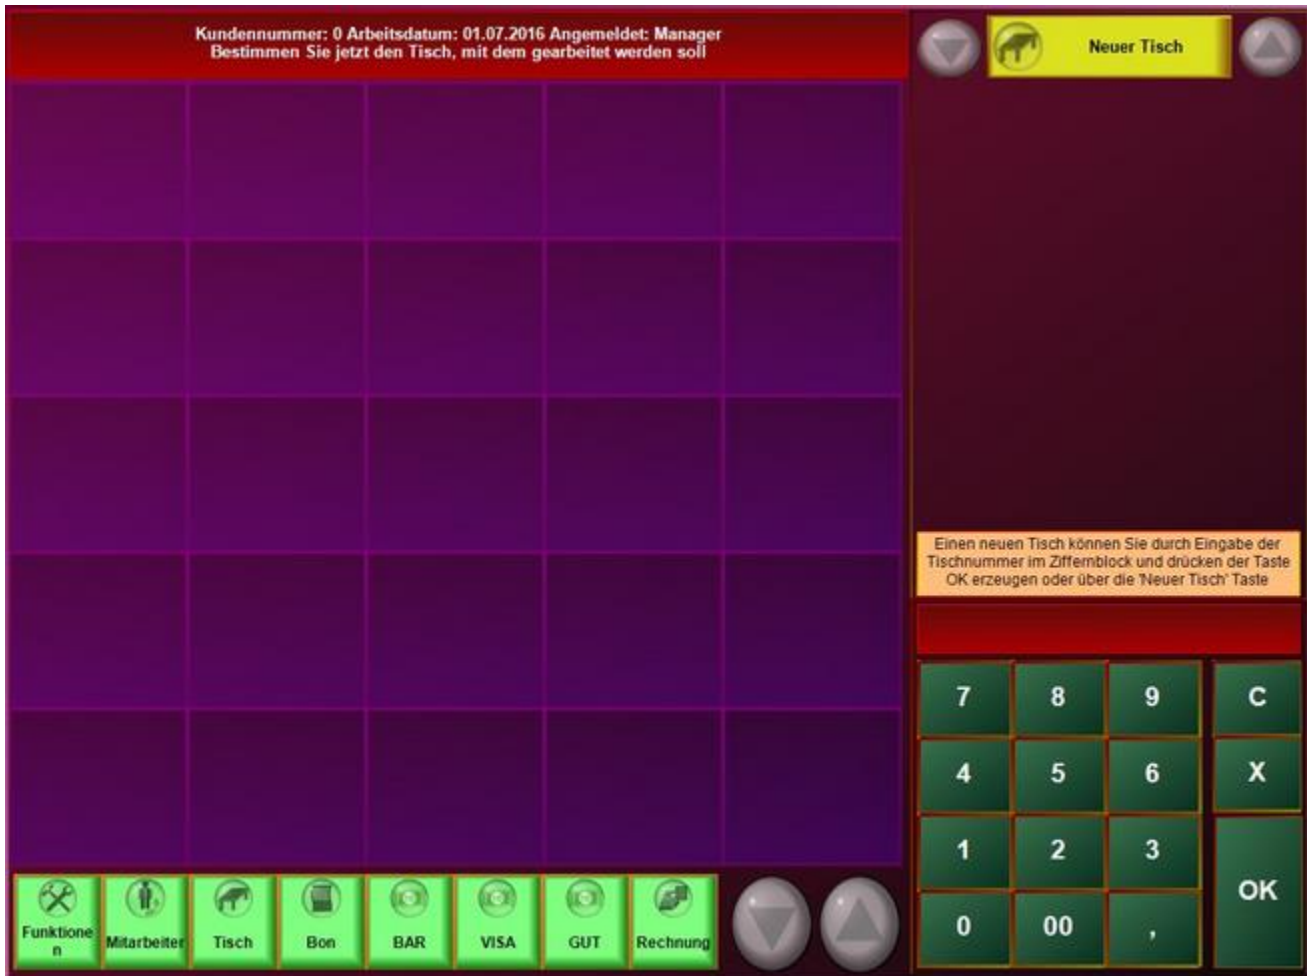 Kundennummer: 0 Arbeitsdatum: 01.07.2016 Angemeldet: Manager
Bestimmen Sie jetzt den Tisch, mit dem gearbeitet werden soll
Neuer Tisch
Einen neuen Tisch können Sie durch Eingabe der
Tischnummer im Ziffernblock und drücken der Taste
OK erzeugen oder über die 'Neuer Tisch' Taste
7 8 9 C
4 5 6 X
1 2 3
OK
0 00 ,
Funktione
n
Mitarbeiter
Tisch
Bon
BAR
VISA
GUT
Rechnung